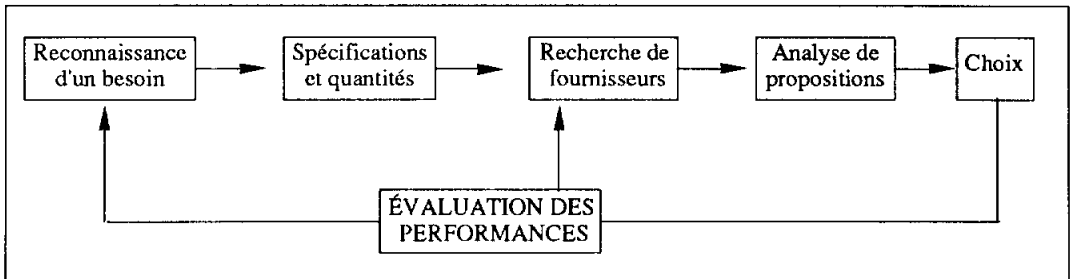 Reconnaissance
d'un besoin
Spécifications
et quantités
Recherche de
fournisseurs
Analyse de
propositions
Choix
ÉVALUATION DES
PERFORMANCES